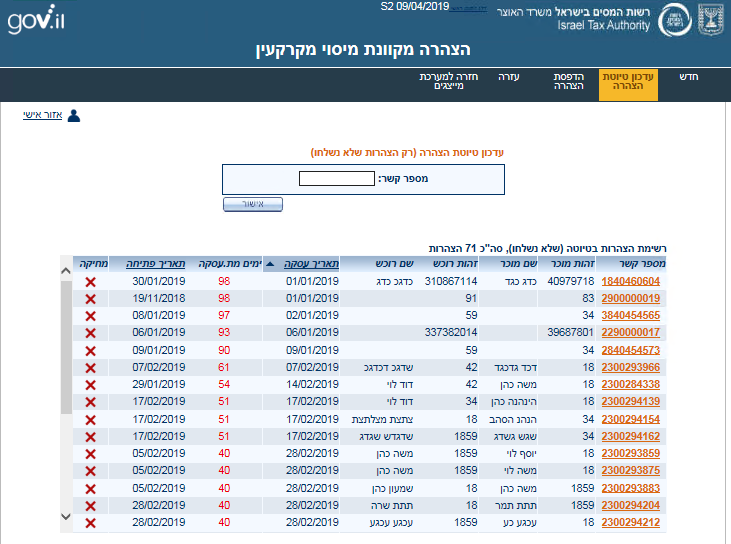 gov.il
S2 09/04/2019
רשות המסים בישראל משרד האוצר
Israel Tax Authority
הצהרה מקוונת מיסוי מקרקעין
חדש
עדכון טיוטת הצהרה
הדפסת הצהרה
עזרה
חזרה למערכת מייצגים
אזור אישי
עדכון טיוטת הצהרה (רק הצהרות שלא נשלחו)
מספר קשר:
אישור
רשימת הצהרות בטיוטה (שלא נשלחו), סה"כ 71 הצהרות
מספר קשר זהות מוכר שם מוכר זהות רוכש שם רוכש תאריך עסקה ימים מת.עסקה תאריך פתיחה מחיקה
1840460604 40979718 כדג כגד 310867114 כדגכ כדג 01/01/2019 98 30/01/2019
2900000019 83 91 01/01/2019 98 19/11/2018
3840454565 34 59 02/01/2019 97 08/01/2019
2290000017 39687801 337382014 06/01/2019 93 06/01/2019
2840454573 34 59 09/01/2019 90 09/01/2019
2300293966 18 דכד גדכגד 42 שדגכ דכדגכ 07/02/2019 61 07/02/2019
2300284338 18 משה כהן 42 דוד לוי 14/02/2019 54 29/01/2019
2300294139 18 הינהנה כהן 34 דוד לוי 17/02/2019 51 17/02/2019
2300294154 34 הנהנ הסהב 18 צתצת מצלתצת 17/02/2019 51 17/02/2019
2300294162 34 שגש גשדג 1859 שדגדש שגדג 17/02/2019 51 17/02/2019
2300293859 18 יוסף לוי 1859 משה כהן 28/02/2019 40 05/02/2019
2300293875 18 משה לוי 1859 משה כהן 28/02/2019 40 05/02/2019
2300293883 1859 משה כהן 18 שמעון כהן 28/02/2019 40 05/02/2019
2300294204 1859 תתת תמר 18 תתת שרה 28/02/2019 40 28/02/2019
2300294212 18 עכגע כע 1859 עכגע עכגע 28/02/2019 40 28/02/2019